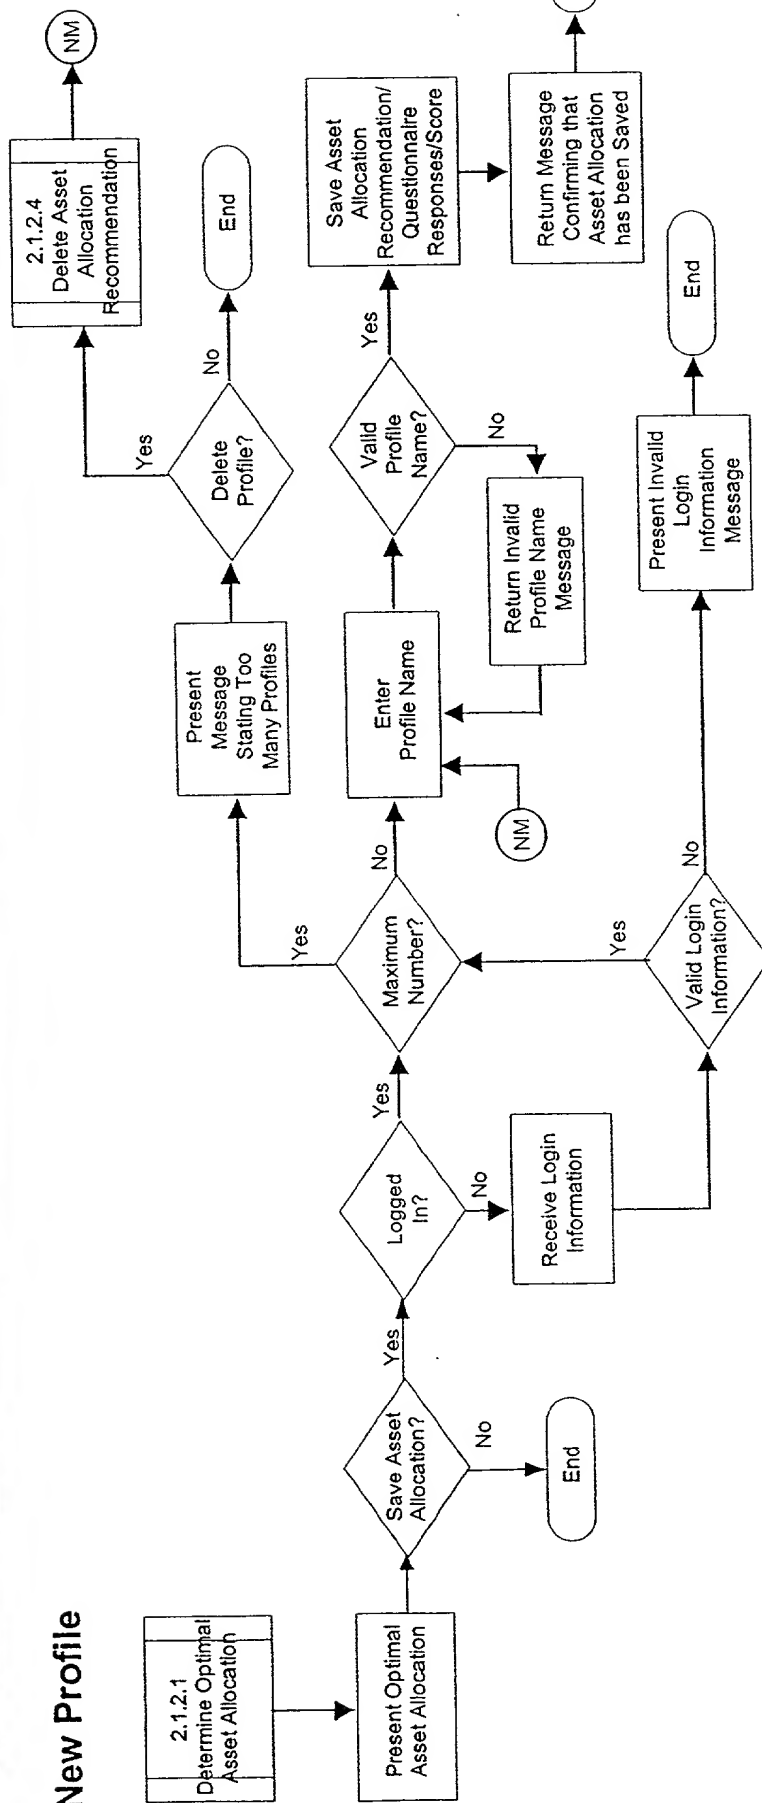 New Profile
2.1.2.1
Determine Optimal
Asset Allocation
Present Optimal
Asset Allocation
Save Asset
Allocation?
Yes
No
End
Logged
In?
Yes
No
Receive Login
Information
Maximum
Number?
Yes
No
Valid Login
Information?
Yes
No
Present
Message
Stating Too
Many Profiles
Enter
Profile Name
NM
Delete
Profile?
Yes
No
End
2.1.2.4
Delete Asset
Allocation
Recommendation
NM
Valid
Profile
Name?
Yes
No
Return Invalid
Profile Name
Message
Save Asset
Allocation
Recommendation/
Questionnaire
Responses/Score
Return Message
Confirming that
Asset Allocation
has been Saved
Present Invalid
Login
Information
Message
End